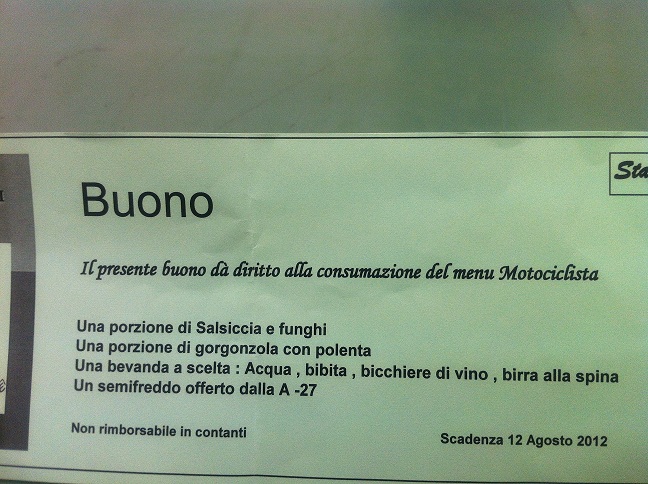 Buono
Il presente buono dà diritto alla consumazione del menu Motociclista
Una porzione di Salsiccia e funghi
Una porzione di gorgonzola con polenta
Una bevanda a scelta : Acqua , bibita , bicchiere di vino , birra alla spina
Un semifreddo offerto dalla A -27
Non rimborsabile in contanti
Scadenza 12 Agosto 2012